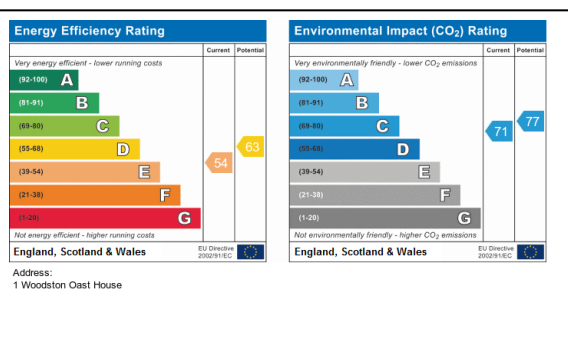 Energy Efficiency Rating
Current Potential
Very energy efficient - lower running costs
(92-100) A
(81-91) B
(69-80) C
(55-68) D
(39-54) E
(21-38) F
(1-20) G
54
63
Not energy efficient - higher running costs
England, Scotland & Wales
EU Directive
2002/91/EC
Environmental Impact (CO₂) Rating
Current Potential
Very environmentally friendly - lower CO₂ emissions
(92-100) A
(81-91) B
(69-80) C
(55-68) D
(39-54) E
(21-38) F
(1-20) G
71
77
Not environmentally friendly - higher CO₂ emissions
England, Scotland & Wales
EU Directive
2002/91/EC
Address:
1 Woodston Oast House